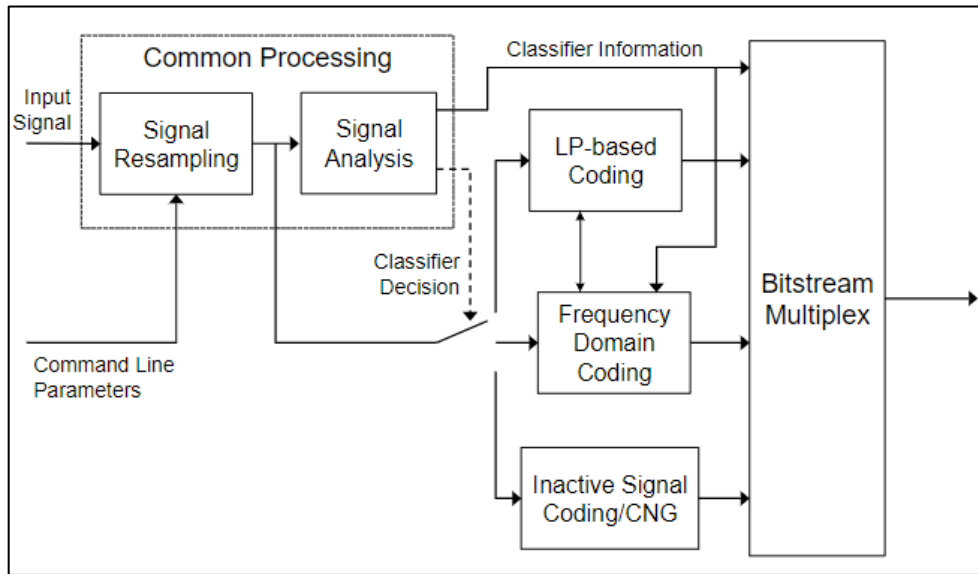 Common Processing
Classifier Information
Input
Signal
Signal
Resampling
Signal
Analysis
LP-based
Coding
Classifier
Decision
Frequency
Domain
Coding
Bitstream
Multiplex
Command Line
Parameters
Inactive Signal
Coding/CNG